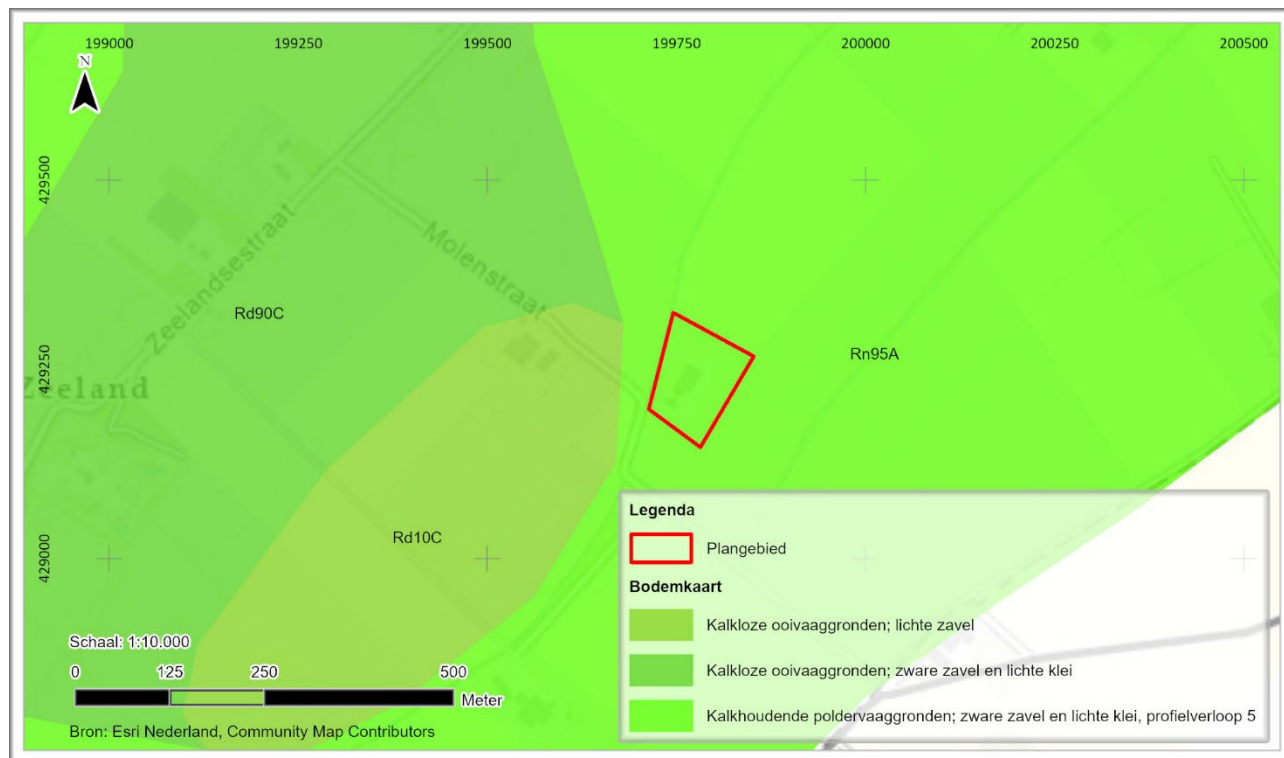 199000 199250 199500 199750 200000 200250 200500
N
429500
Zeelandsestraat
Molenstraat
Rd90C
Rn95A
429250
Zeeland
Rd10C
429000
Legenda
Plangebied
Bodemkaart
Kalkloze ooivaaggronden; lichte zavel
Kalkloze ooivaaggronden; zware zavel en lichte klei
Kalkhoudende poldervaaggronden; zware zavel en lichte klei, profielverloop 5
Schaal: 1:10.000
0 125 250 500
Meter
Bron: Esri Nederland, Community Map Contributors